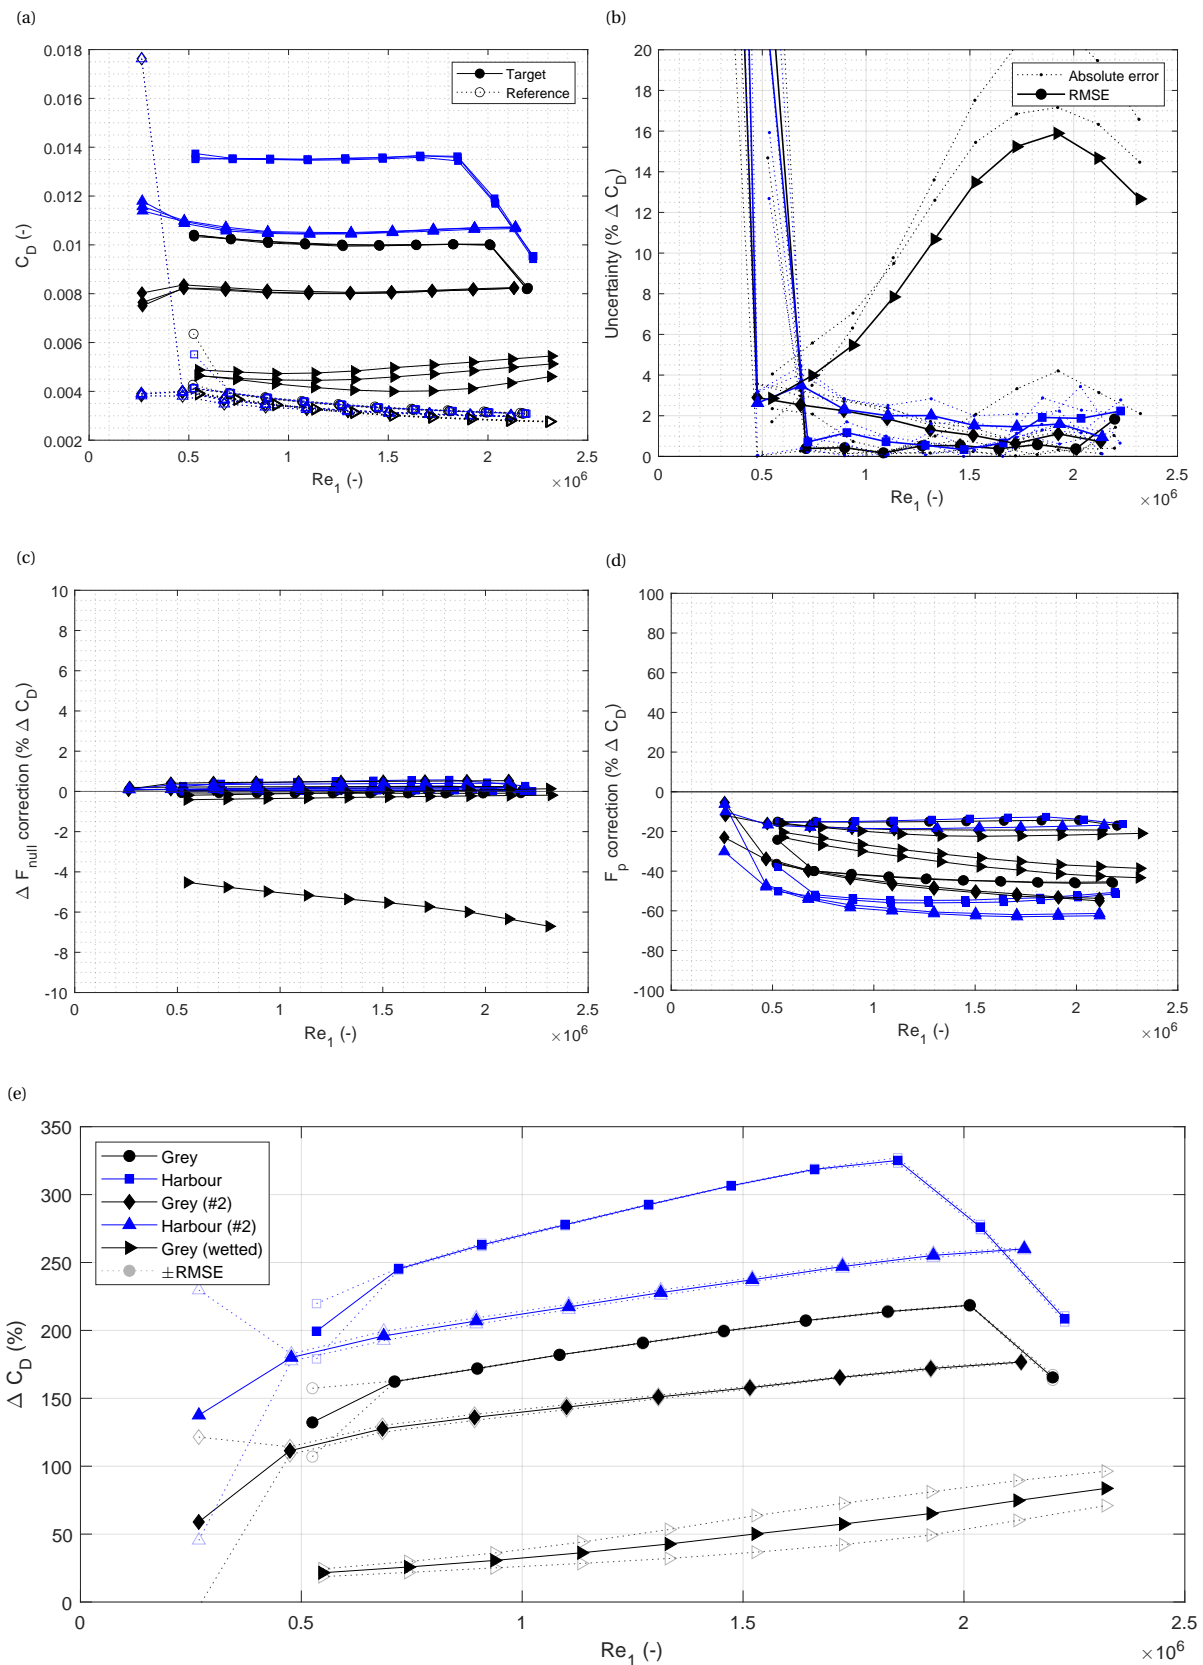 (a)
0.018
0.016
0.014
0.012
0.01
0.008
0.006
0.004
0.002
C_D (-)
Target
Reference
0 0.5 1 1.5 2 2.5
Re_1 (-)
×10^6
(b)
20
18
16
14
12
10
8
6
4
2
0
Uncertainty (% Δ C_D)
Absolute error
RMSE
0 0.5 1 1.5 2 2.5
Re_1 (-)
×10^6
(c)
10
8
6
4
2
0
-2
-4
-6
-8
-10
Δ F_null correction (% Δ C_D)
0 0.5 1 1.5 2 2.5
Re_1 (-)
×10^6
(d)
100
80
60
40
20
0
-20
-40
-60
-80
-100
F_p correction (% Δ C_D)
0 0.5 1 1.5 2 2.5
Re_1 (-)
×10^6
(e)
350
300
250
200
150
100
50
0
Δ C_D (%)
Grey
Harbour
Grey (#2)
Harbour (#2)
Grey (wetted)
±RMSE
0 0.5 1 1.5 2 2.5
Re_1 (-)
×10^6